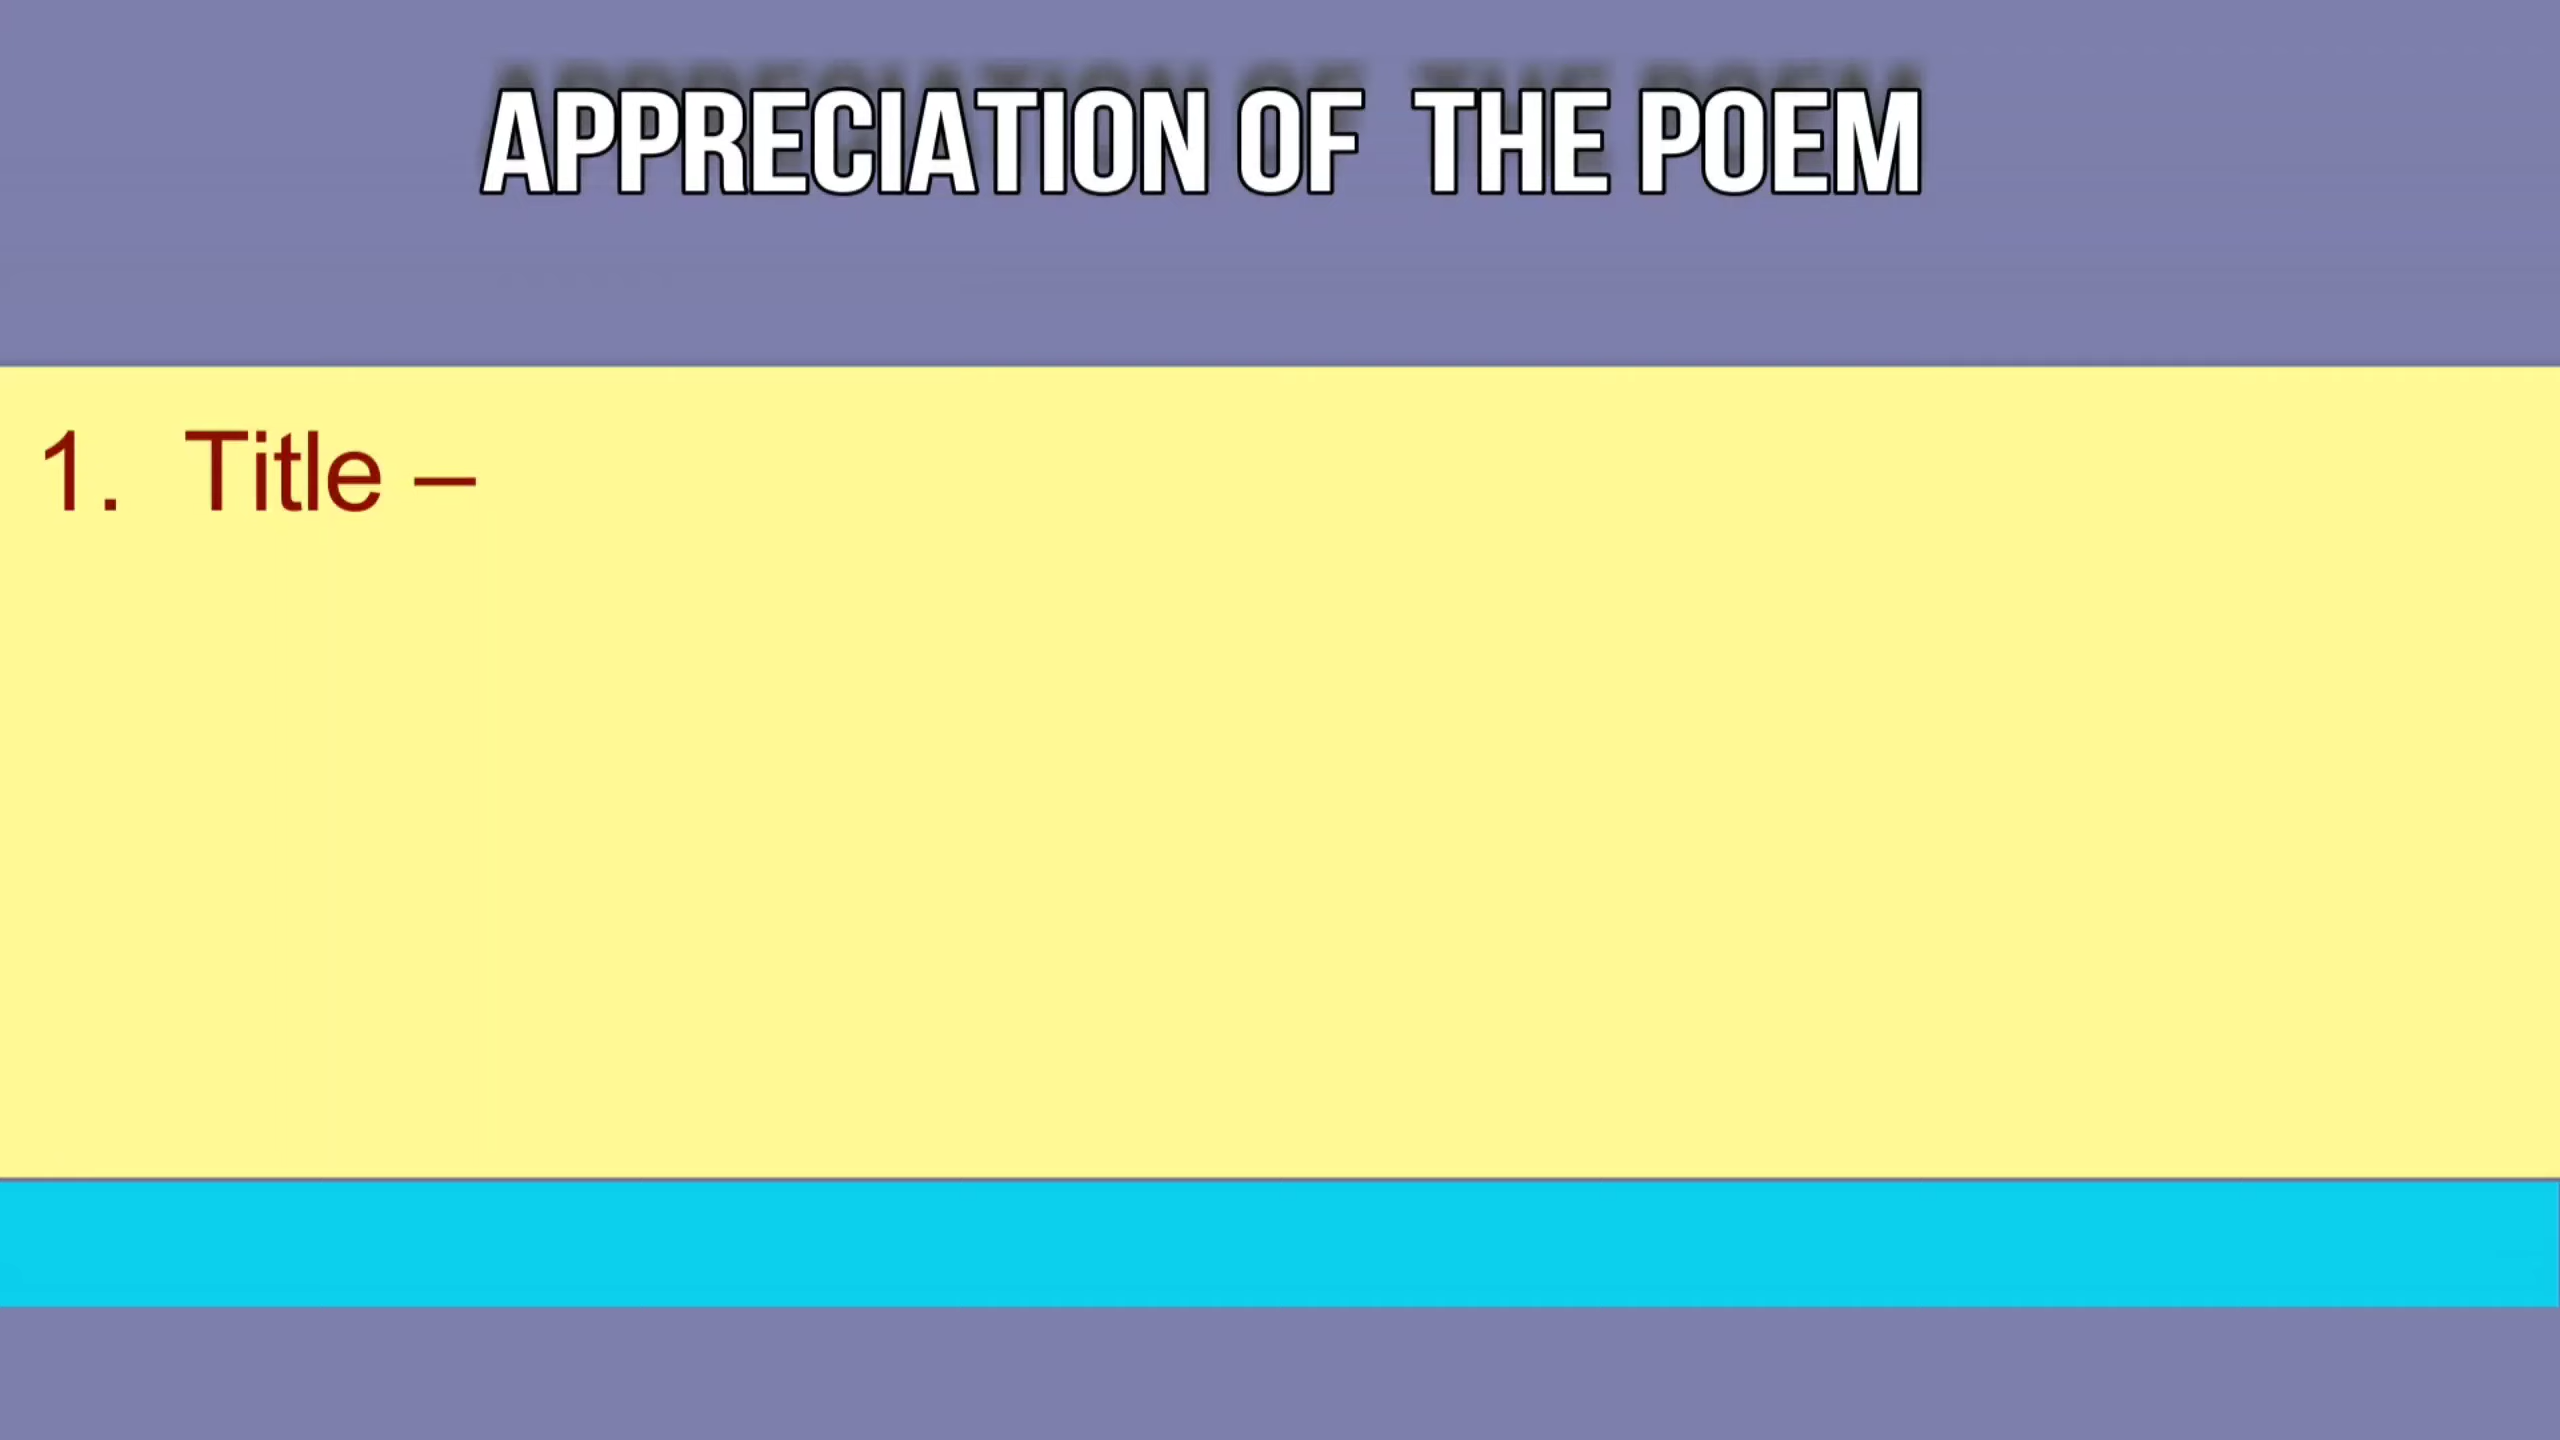 APPRECIATION OF THE POEM
1. Title –